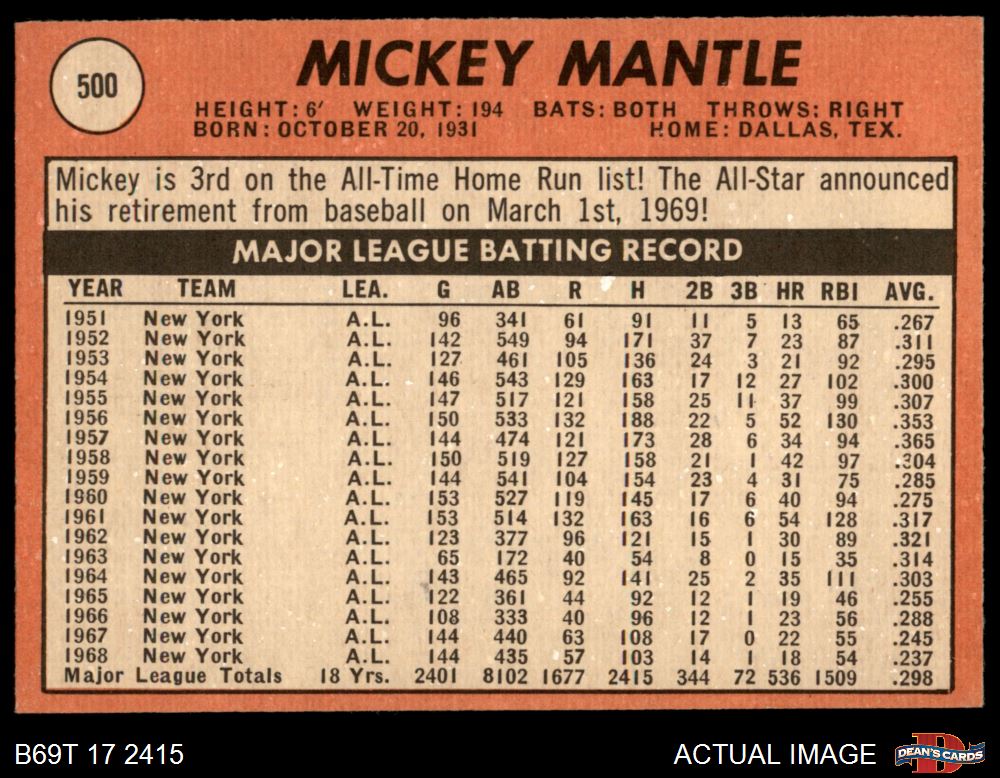 500
MICKEY MANTLE
HEIGHT: 6' WEIGHT: 194 BATS: BOTH THROWS: RIGHT
BORN: OCTOBER 20, 1931 HOME: DALLAS, TEX.
Mickey is 3rd on the All-Time Home Run list! The All-Star announced
his retirement from baseball on March 1st, 1969!
MAJOR LEAGUE BATTING RECORD
YEAR TEAM LEA. G AB R H 2B 3B HR RBI AVG.
1951 New York A.L. 96 341 61 91 11 5 13 65 .267
1952 New York A.L. 142 549 94 171 37 7 23 87 .311
1953 New York A.L. 127 461 105 136 24 3 21 92 .295
1954 New York A.L. 146 543 129 163 17 12 27 102 .300
1955 New York A.L. 147 517 121 158 25 11 37 99 .307
1956 New York A.L. 150 533 132 188 22 5 52 130 .353
1957 New York A.L. 144 474 121 173 28 6 34 94 .365
1958 New York A.L. 150 519 127 158 21 1 42 97 .304
1959 New York A.L. 144 541 104 154 23 4 31 75 .285
1960 New York A.L. 153 527 119 145 17 6 40 94 .275
1961 New York A.L. 153 514 132 163 16 6 54 128 .317
1962 New York A.L. 123 377 96 121 15 1 30 89 .321
1963 New York A.L. 65 172 40 54 8 0 15 35 .314
1964 New York A.L. 143 465 92 141 25 2 35 111 .303
1965 New York A.L. 122 361 44 92 12 1 19 46 .255
1966 New York A.L. 108 333 40 96 12 1 23 56 .288
1967 New York A.L. 144 440 63 108 17 0 22 55 .245
1968 New York A.L. 144 435 57 103 14 1 18 54 .237
Major League Totals 18 Yrs. 2401 8102 1677 2415 344 72 536 1509 .298
B69T 17 2415 ACTUAL IMAGE DEAN'S CARDS